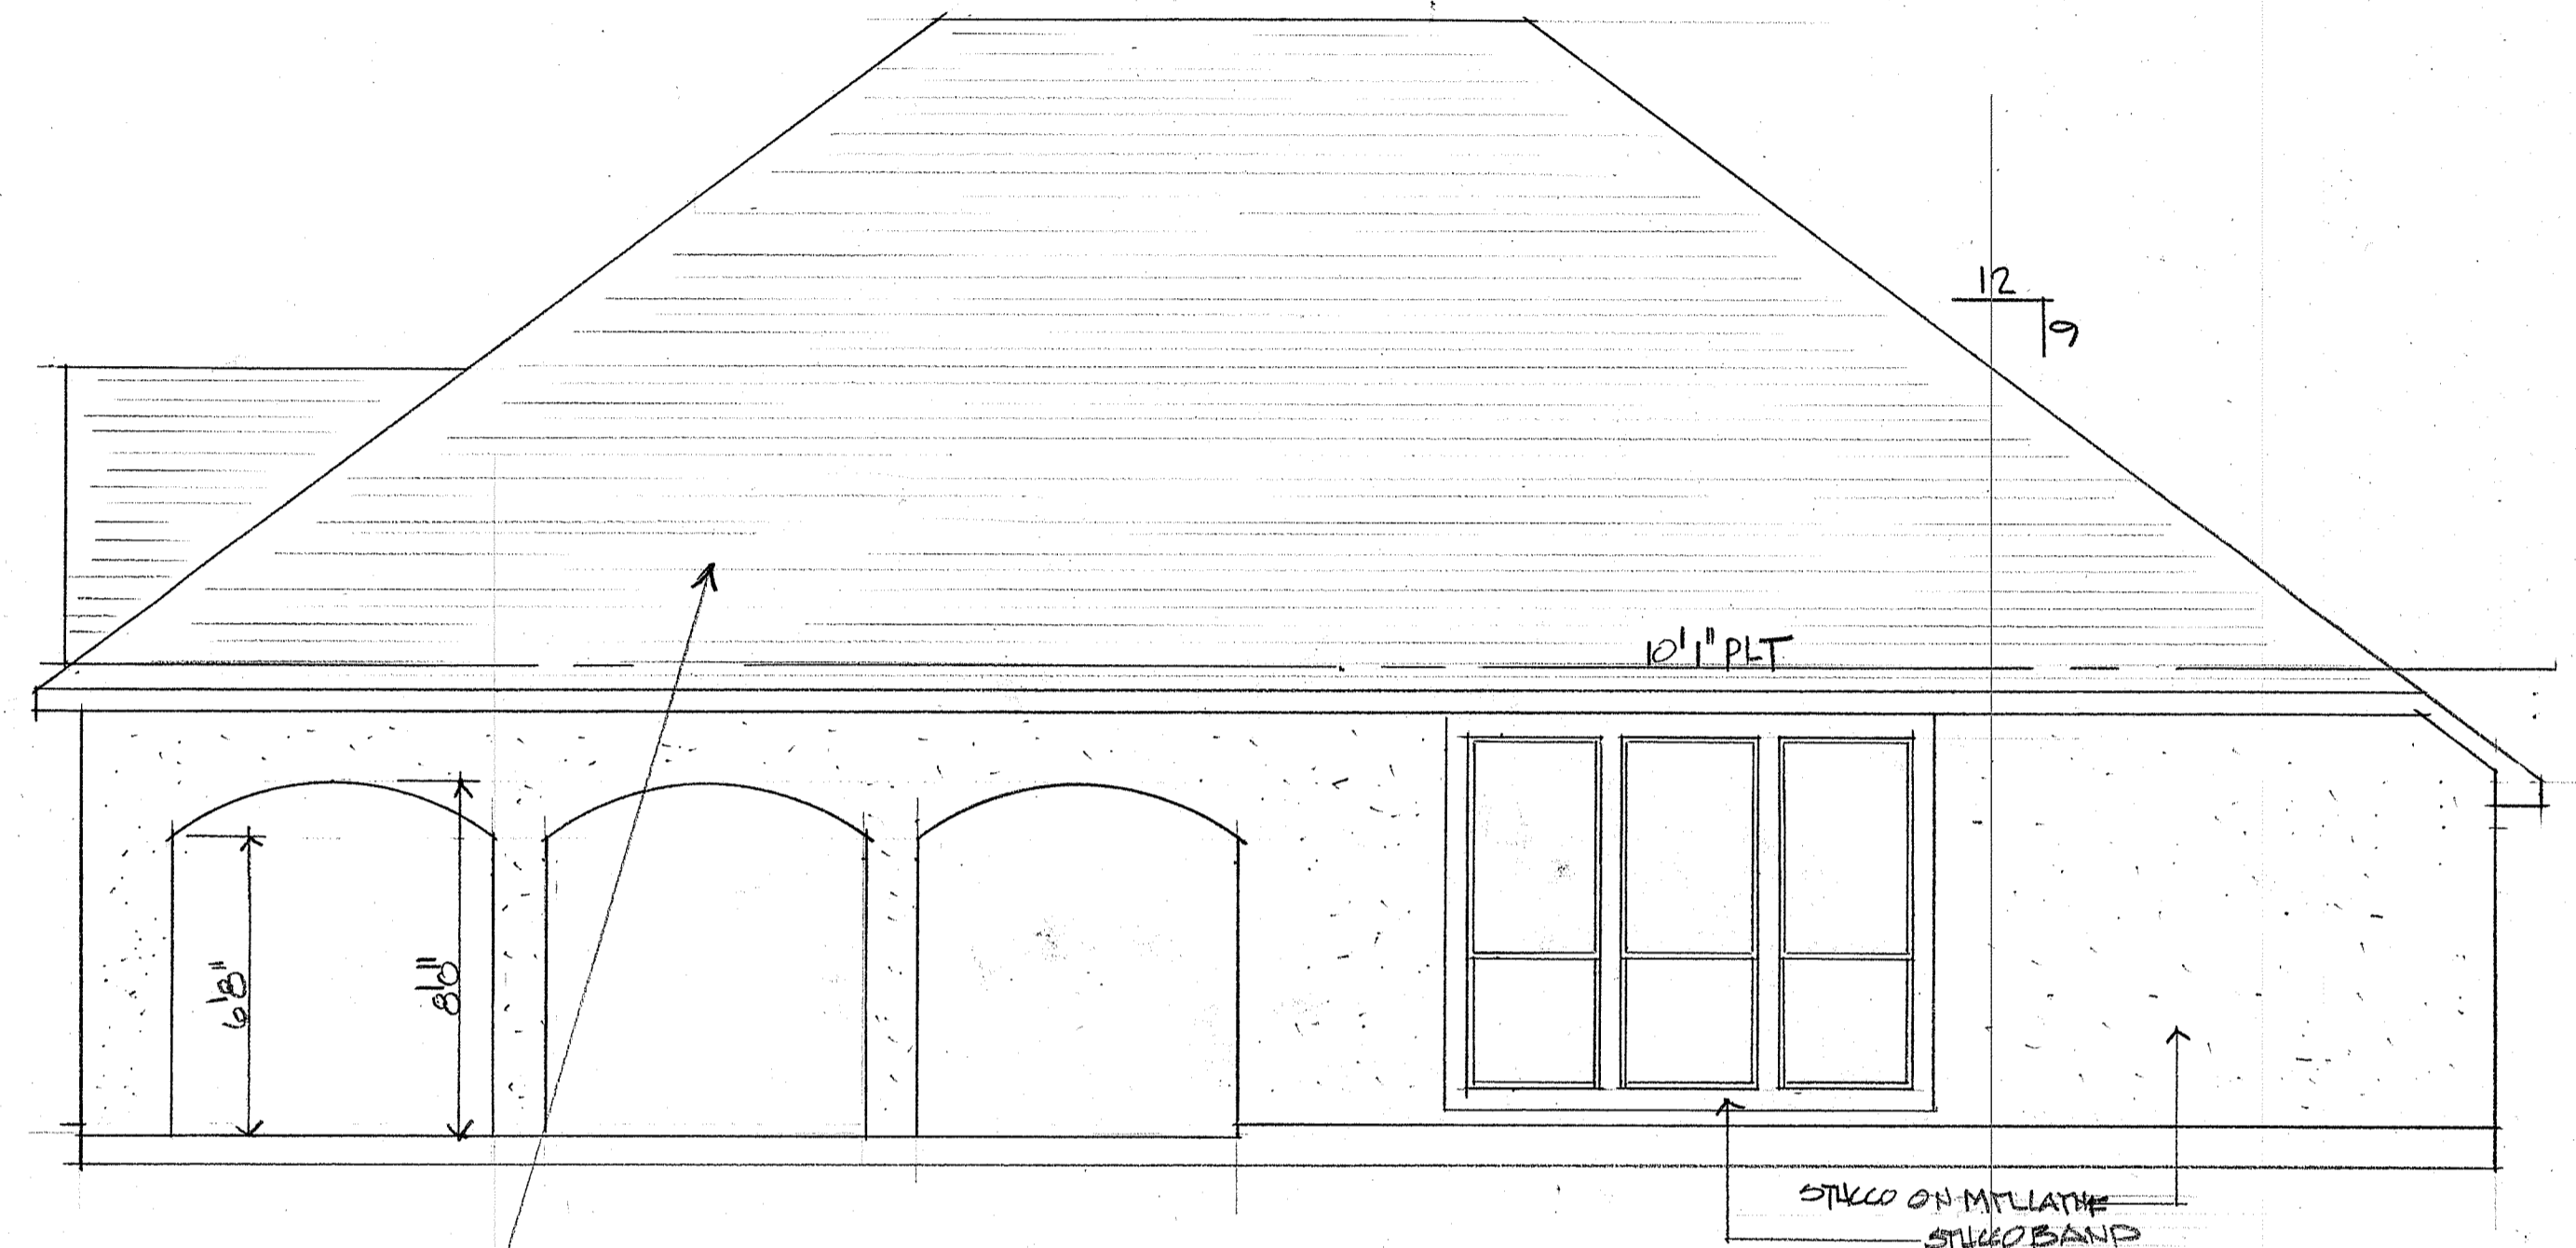 12
9
10'1" PLT
6'8"
8'0"
STUCCO ON MTL LATHE
STUCCO BAND